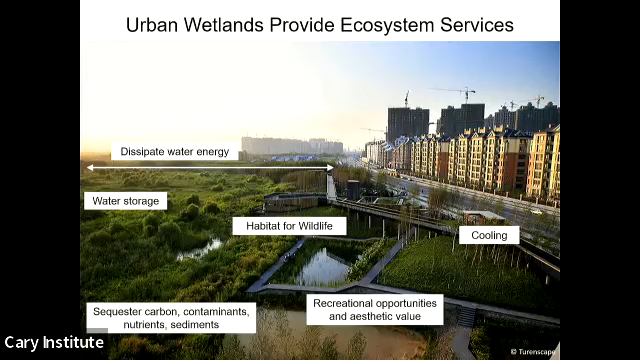 Urban Wetlands Provide Ecosystem Services
Dissipate water energy
Water storage
Habitat for Wildlife
Cooling
Sequester carbon, contaminants,
nutrients, sediments
Recreational opportunities
and aesthetic value
Cary Institute
© Turenscape